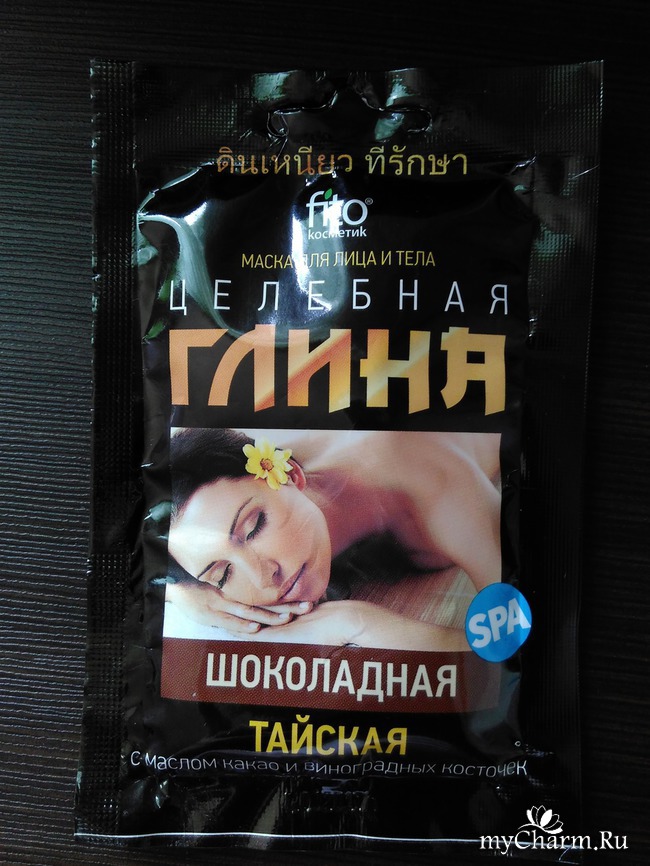 ดินเหนียว ที่รักษา
fito®
косметик
МАСКА ДЛЯ ЛИЦА И ТЕЛА
ЦЕЛЕБНАЯ
ГЛИНА
SPA
ШОКОЛАДНАЯ
ТАЙСКАЯ
с маслом какао и виноградных косточек
myCharm.Ru